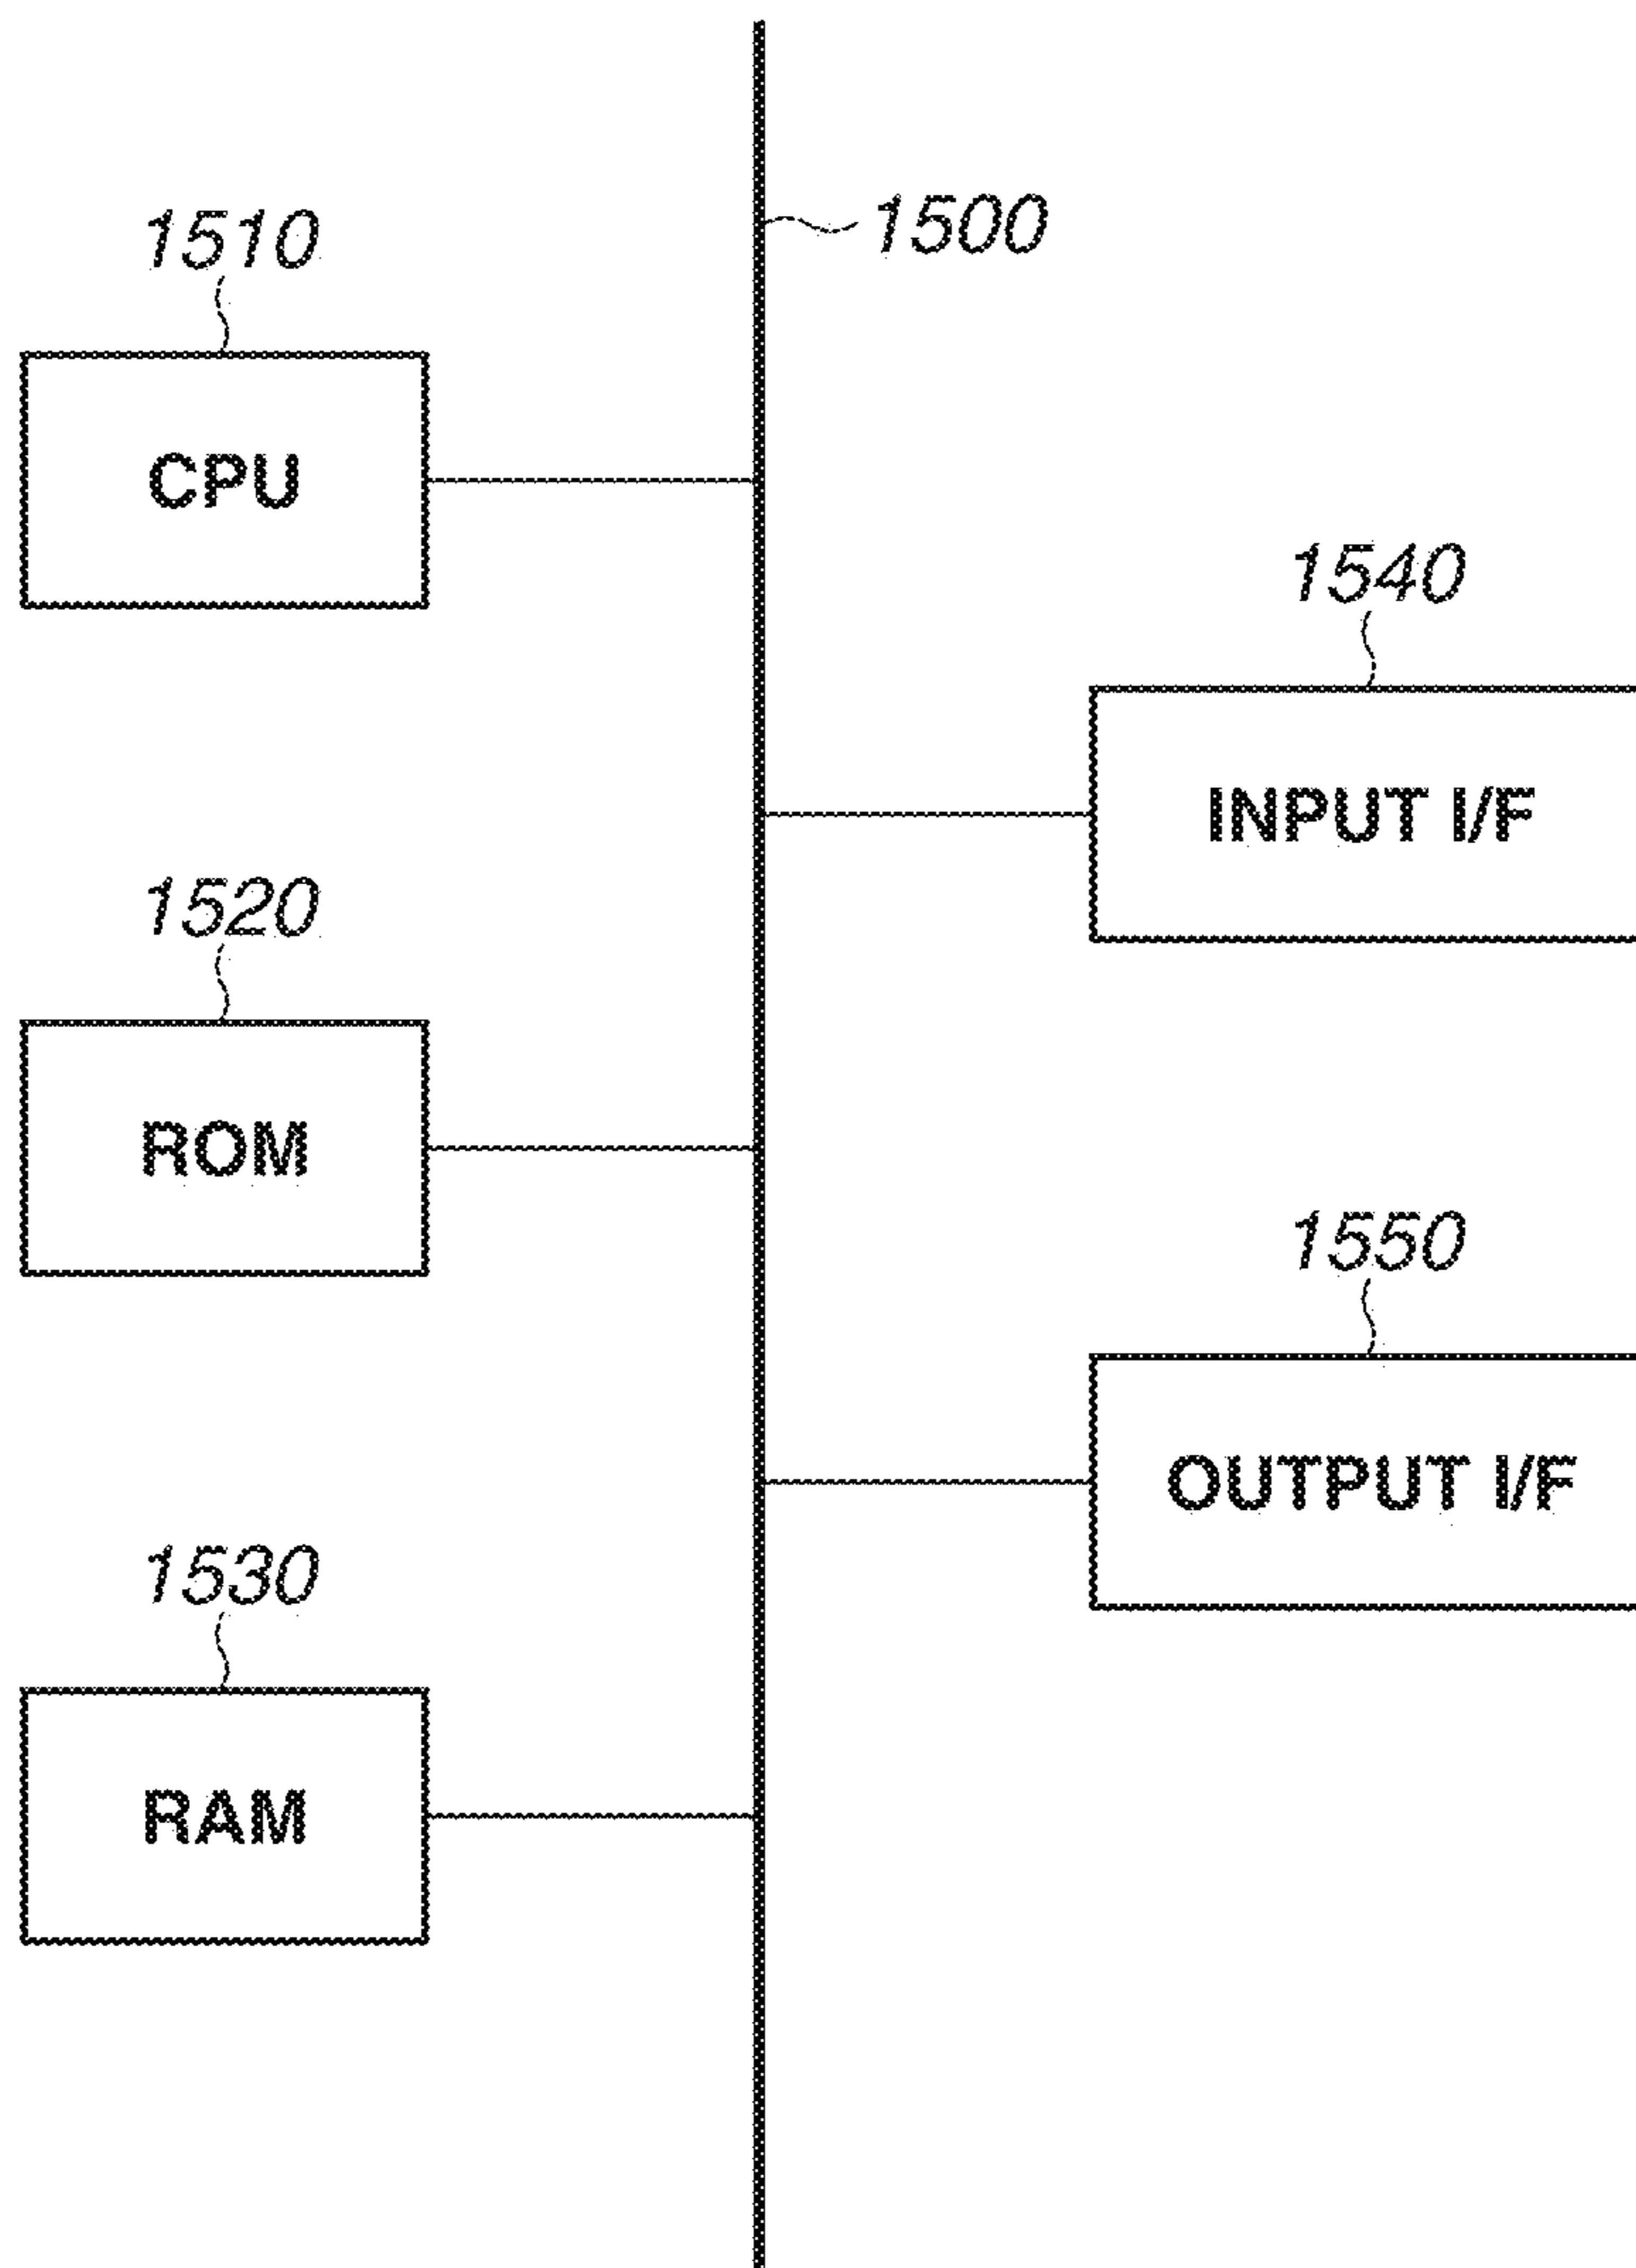 1500
1510
CPU
1540
INPUT I/F
1520
ROM
1550
OUTPUT I/F
1530
RAM